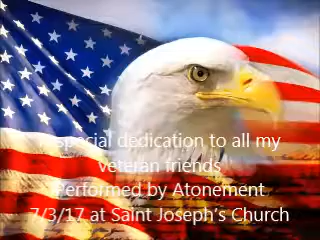 A special dedication to all my
veteran friends
Performed by Atonement
7/3/17 at Saint Joseph's Church